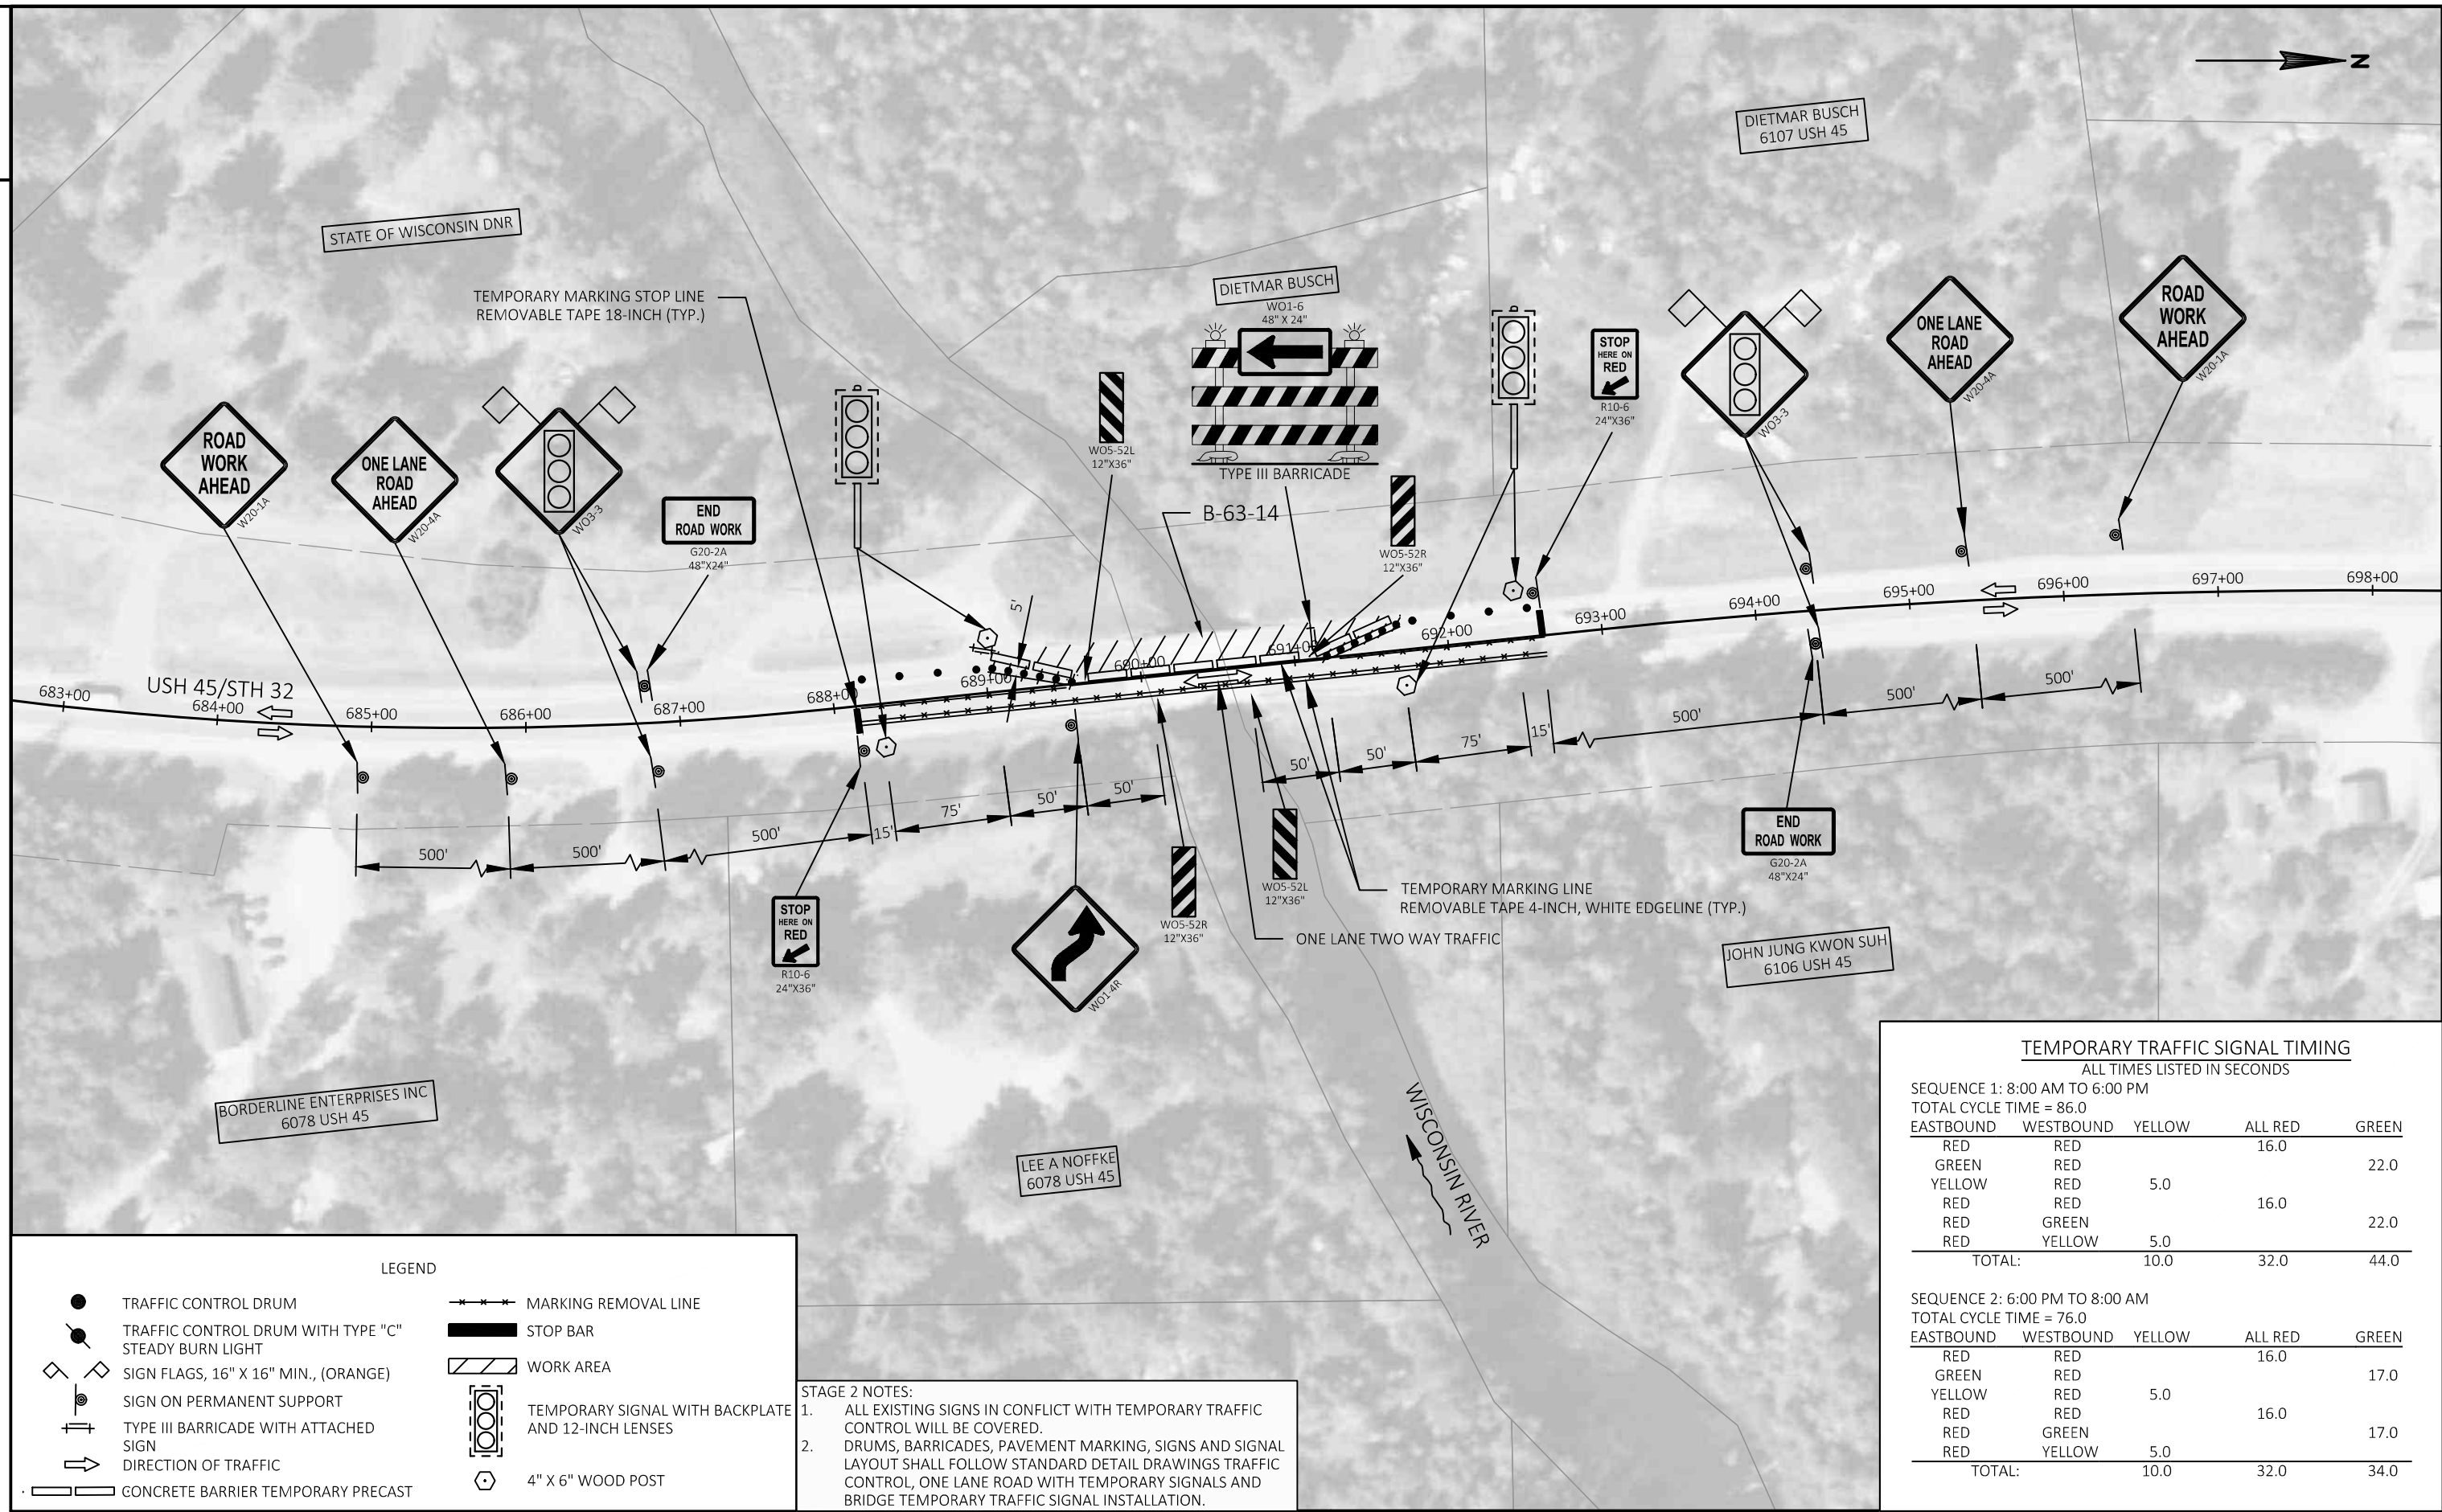 N
DIETMAR BUSCH
6107 USH 45
STATE OF WISCONSIN DNR
TEMPORARY MARKING STOP LINE
REMOVABLE TAPE 18-INCH (TYP.)
DIETMAR BUSCH
WO1-6
48" X 24"
TYPE III BARRICADE
B-63-14
WO5-52L
12"X36"
WO5-52R
12"X36"
STOP
HERE ON
RED
R10-6
24"X36"
WO3-3
ONE LANE
ROAD
AHEAD
W20-4A
ROAD
WORK
AHEAD
W20-1A
ROAD
WORK
AHEAD
W20-1A
ONE LANE
ROAD
AHEAD
W20-4A
WO3-3
END
ROAD WORK
G20-2A
48"X24"
5'
USH 45/STH 32
683+00
684+00
685+00
686+00
687+00
688+00
689+00
690+00
691+00
692+00
693+00
694+00
695+00
696+00
697+00
698+00
500'
500'
500'
15'
75'
50'
50'
50'
50'
75'
15'
500'
500'
500'
STOP
HERE ON
RED
R10-6
24"X36"
WO1-4R
WO5-52R
12"X36"
WO5-52L
12"X36"
TEMPORARY MARKING LINE
REMOVABLE TAPE 4-INCH, WHITE EDGELINE (TYP.)
ONE LANE TWO WAY TRAFFIC
END
ROAD WORK
G20-2A
48"X24"
JOHN JUNG KWON SUH
6106 USH 45
BORDERLINE ENTERPRISES INC
6078 USH 45
LEE A NOFFKE
6078 USH 45
WISCONSIN RIVER
TEMPORARY TRAFFIC SIGNAL TIMING
ALL TIMES LISTED IN SECONDS
SEQUENCE 1: 8:00 AM TO 6:00 PM
TOTAL CYCLE TIME = 86.0
EASTBOUND WESTBOUND YELLOW ALL RED GREEN
RED RED 16.0
GREEN RED 22.0
YELLOW RED 5.0
RED RED 16.0
RED GREEN 22.0
RED YELLOW 5.0
TOTAL: 10.0 32.0 44.0
SEQUENCE 2: 6:00 PM TO 8:00 AM
TOTAL CYCLE TIME = 76.0
EASTBOUND WESTBOUND YELLOW ALL RED GREEN
RED RED 16.0
GREEN RED 17.0
YELLOW RED 5.0
RED RED 16.0
RED GREEN 17.0
RED YELLOW 5.0
TOTAL: 10.0 32.0 34.0
LEGEND
TRAFFIC CONTROL DRUM
TRAFFIC CONTROL DRUM WITH TYPE "C"
STEADY BURN LIGHT
SIGN FLAGS, 16" X 16" MIN., (ORANGE)
SIGN ON PERMANENT SUPPORT
TYPE III BARRICADE WITH ATTACHED
SIGN
DIRECTION OF TRAFFIC
CONCRETE BARRIER TEMPORARY PRECAST
MARKING REMOVAL LINE
STOP BAR
WORK AREA
TEMPORARY SIGNAL WITH BACKPLATE
AND 12-INCH LENSES
4" X 6" WOOD POST
STAGE 2 NOTES:
1. ALL EXISTING SIGNS IN CONFLICT WITH TEMPORARY TRAFFIC
CONTROL WILL BE COVERED.
2. DRUMS, BARRICADES, PAVEMENT MARKING, SIGNS AND SIGNAL
LAYOUT SHALL FOLLOW STANDARD DETAIL DRAWINGS TRAFFIC
CONTROL, ONE LANE ROAD WITH TEMPORARY SIGNALS AND
BRIDGE TEMPORARY TRAFFIC SIGNAL INSTALLATION.